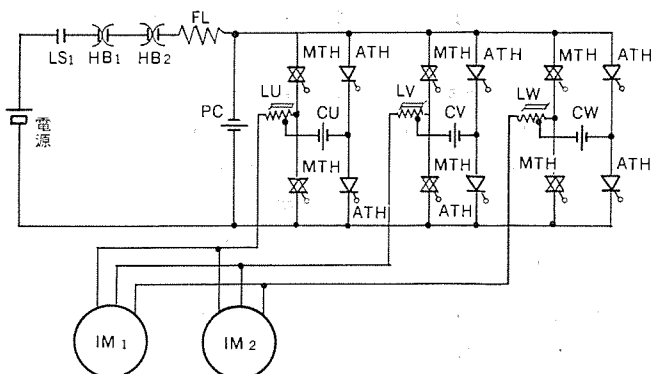 FL
MTH
ATH
MTH
ATH
MTH
ATH
LS₁
HB₁
HB₂
LU
LV
LW
PC
CU
CV
CW
電源
MTH
MTH
MTH
ATH
ATH
ATH
IM₁
IM₂